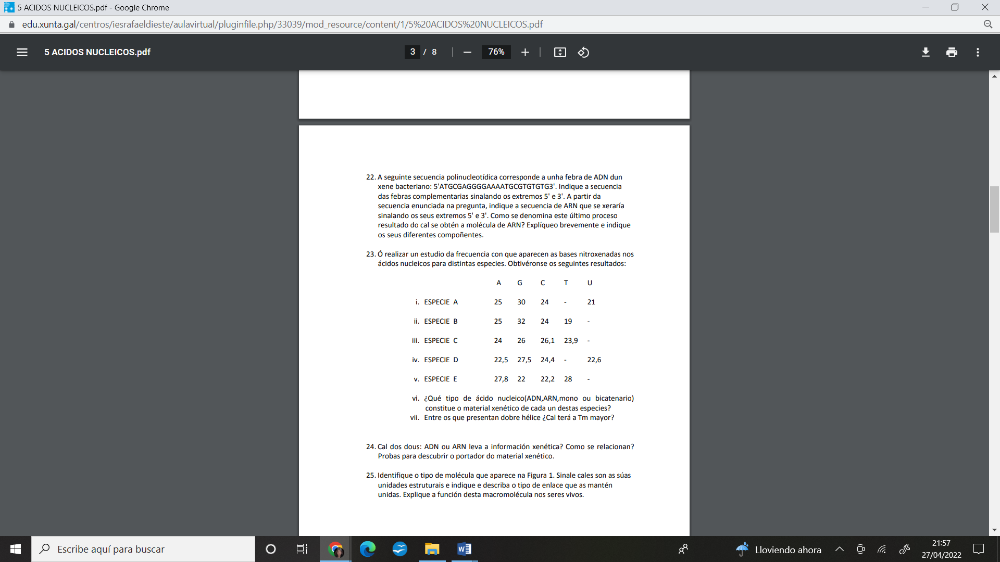 5 ACIDOS NUCLEICOS.pdf - Google Chrome
edu.xunta.gal/centros/iesrafaeldieste/aulavirtual/pluginfile.php/33039/mod_resource/content/1/5%20ACIDOS%20NUCLEICOS.pdf
5 ACIDOS NUCLEICOS.pdf 3 / 8 76%
22. A seguinte secuencia polinucleotídica corresponde a unha febra de ADN dun
xene bacteriano: 5'ATGCGAGGGGAAAATGCGTGTGTG3'. Indique a secuencia
das febras complementarias sinalando os extremos 5' e 3'. A partir da
secuencia enunciada na pregunta, indique a secuencia de ARN que se xeraría
sinalando os seus extremos 5' e 3'. Como se denomina este último proceso
resultado do cal se obtén a molécula de ARN? Explíqueo brevemente e indique
os seus diferentes compoñentes.
23. Ó realizar un estudio da frecuencia con que aparecen as bases nitroxenadas nos
ácidos nucleicos para distintas especies. Obtivéronse os seguintes resultados:
A G C T U
i. ESPECIE A 25 30 24 - 21
ii. ESPECIE B 25 32 24 19 -
iii. ESPECIE C 24 26 26,1 23,9 -
iv. ESPECIE D 22,5 27,5 24,4 - 22,6
v. ESPECIE E 27,8 22 22,2 28 -
vi. ¿Qué tipo de ácido nucleico(ADN,ARN,mono ou bicatenario)
constitue o material xenético de cada un destas especies?
vii. Entre os que presentan dobre hélice ¿Cal terá a Tm mayor?
24. Cal dos dous: ADN ou ARN leva a información xenética? Como se relacionan?
Probas para descubrir o portador do material xenético.
25. Identifique o tipo de molécula que aparece na Figura 1. Sinale cales son as súas
unidades estruturais e indique e describa o tipo de enlace que as mantén
unidas. Explique a función desta macromolécula nos seres vivos.
Escribe aquí para buscar
Lloviendo ahora
21:57
27/04/2022